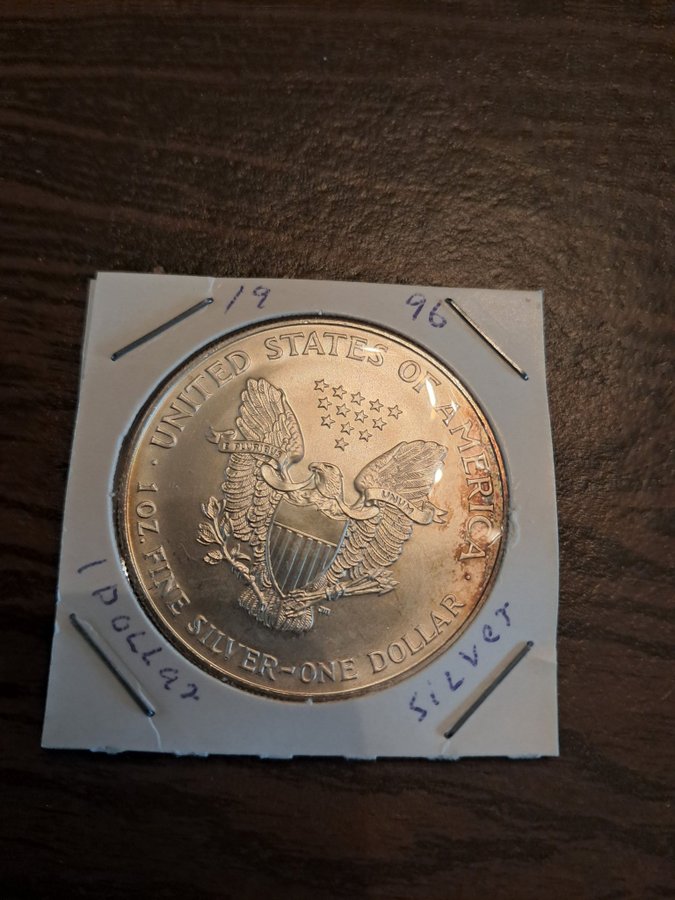 19 96
UNITED STATES OF AMERICA
E PLURIBUS
UNUM
1 OZ. FINE SILVER~ONE DOLLAR
1 DOLLAR
SILVER